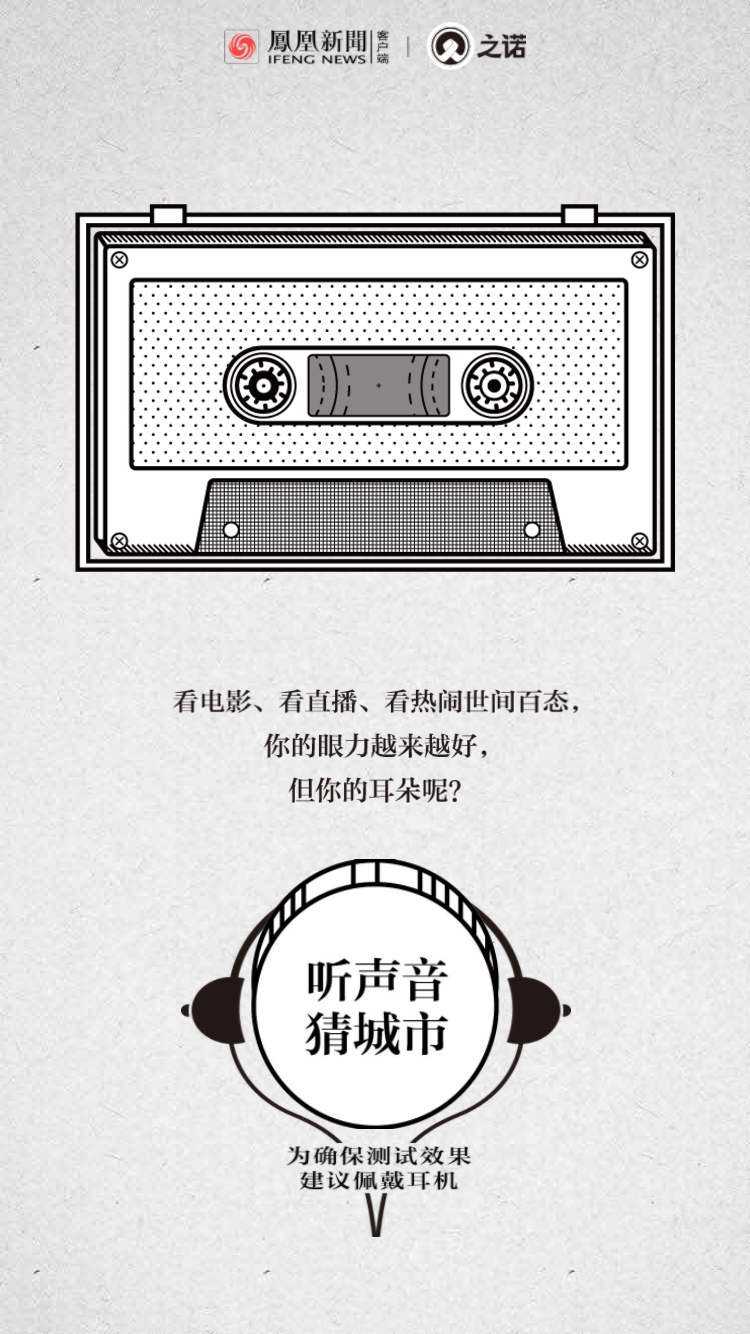 鳳凰新聞 客户端 | 之诺
IFENG NEWS
看电影、看直播、看热闹世间百态，
你的眼力越来越好，
但你的耳朵呢？
听声音
猜城市
为确保测试效果
建议佩戴耳机